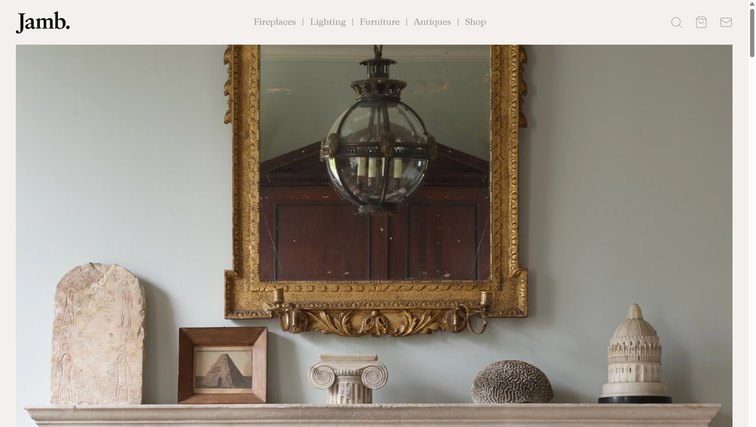 Jamb.
Fireplaces | Lighting | Furniture | Antiques | Shop